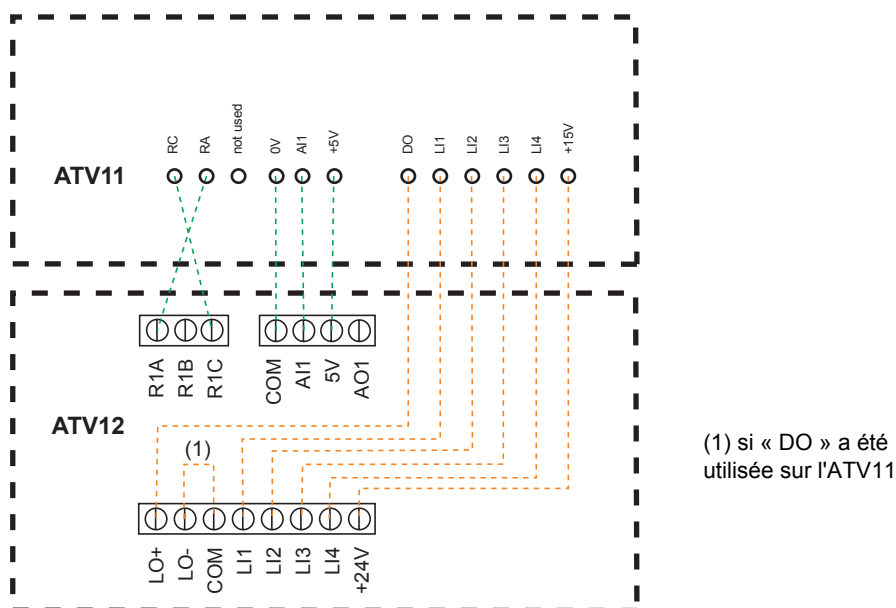 ATV11
RC
RA
not used
0V
AI1
+5V
DO
LI1
LI2
LI3
LI4
+15V
R1A
R1B
R1C
COM
AI1
5V
AO1
ATV12
(1)
(1) si « DO » a été
utilisée sur l'ATV11
LO+
LO-
COM
LI1
LI2
LI3
LI4
+24V